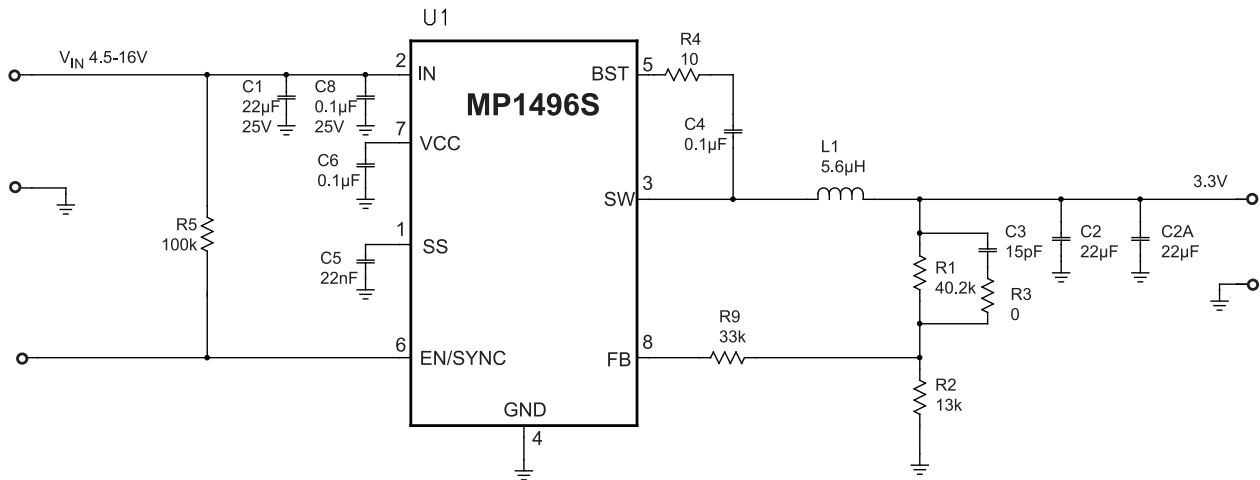 U1
V_IN 4.5-16V
R4
10
2
IN
5
BST
MP1496S
C1
22µF
25V
C8
0.1µF
25V
7
VCC
C4
0.1µF
C6
0.1µF
L1
5.6µH
3
SW
3.3V
R5
100k
1
SS
C5
22nF
C3
15pF
C2
22µF
C2A
22µF
R1
40.2k
R3
0
R9
33k
6
EN/SYNC
8
FB
R2
13k
GND
4